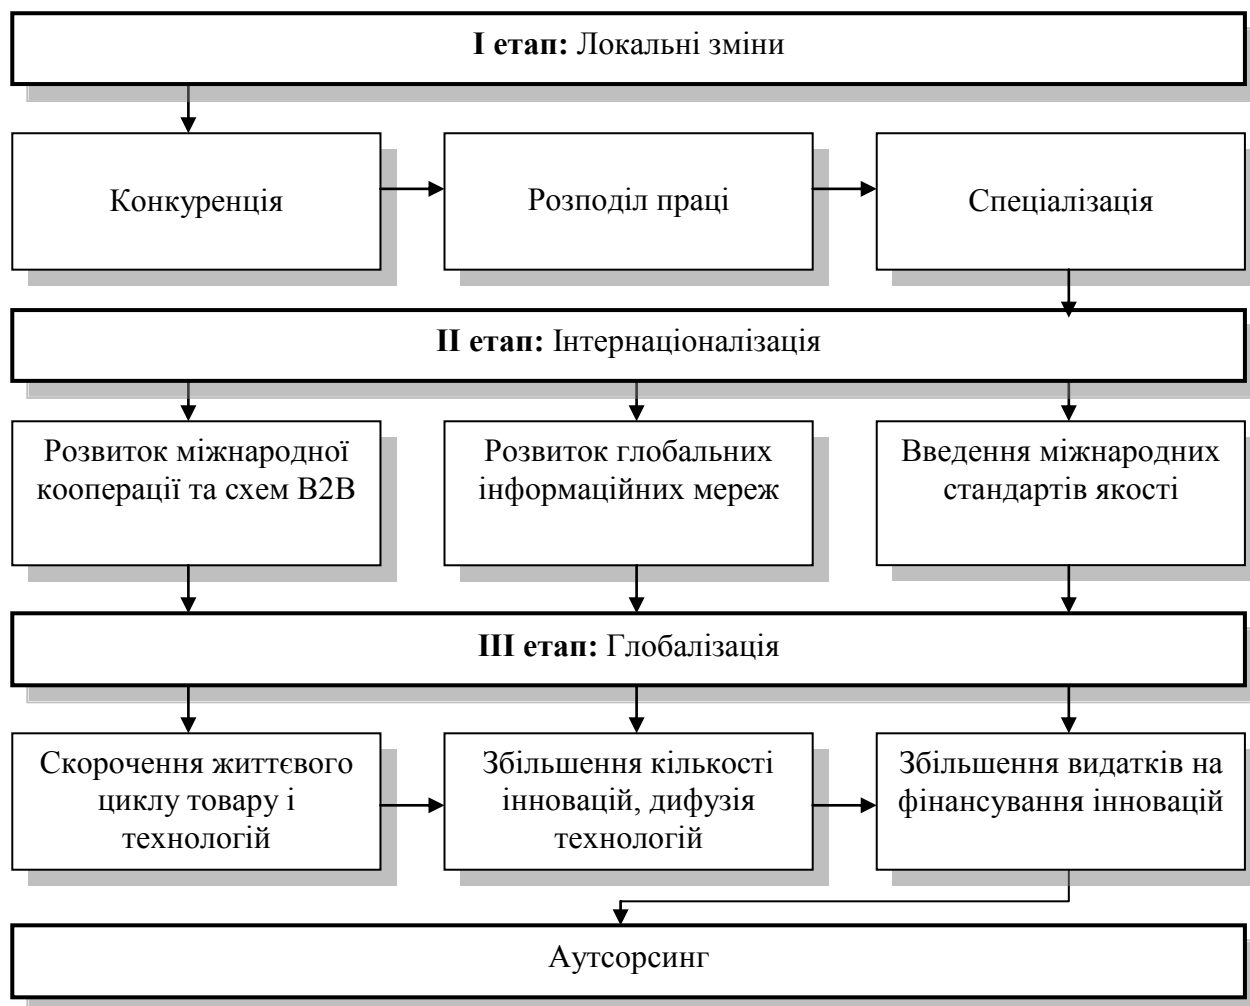 I етап: Локальні зміни
Конкуренція
Розподіл праці
Спеціалізація
II етап: Інтернаціоналізація
Розвиток міжнародної
кооперації та схем B2B
Розвиток глобальних
інформаційних мереж
Введення міжнародних
стандартів якості
III етап: Глобалізація
Скорочення життєвого
циклу товару і
технологій
Збільшення кількості
інновацій, дифузія
технологій
Збільшення видатків на
фінансування інновацій
Аутсорсинг